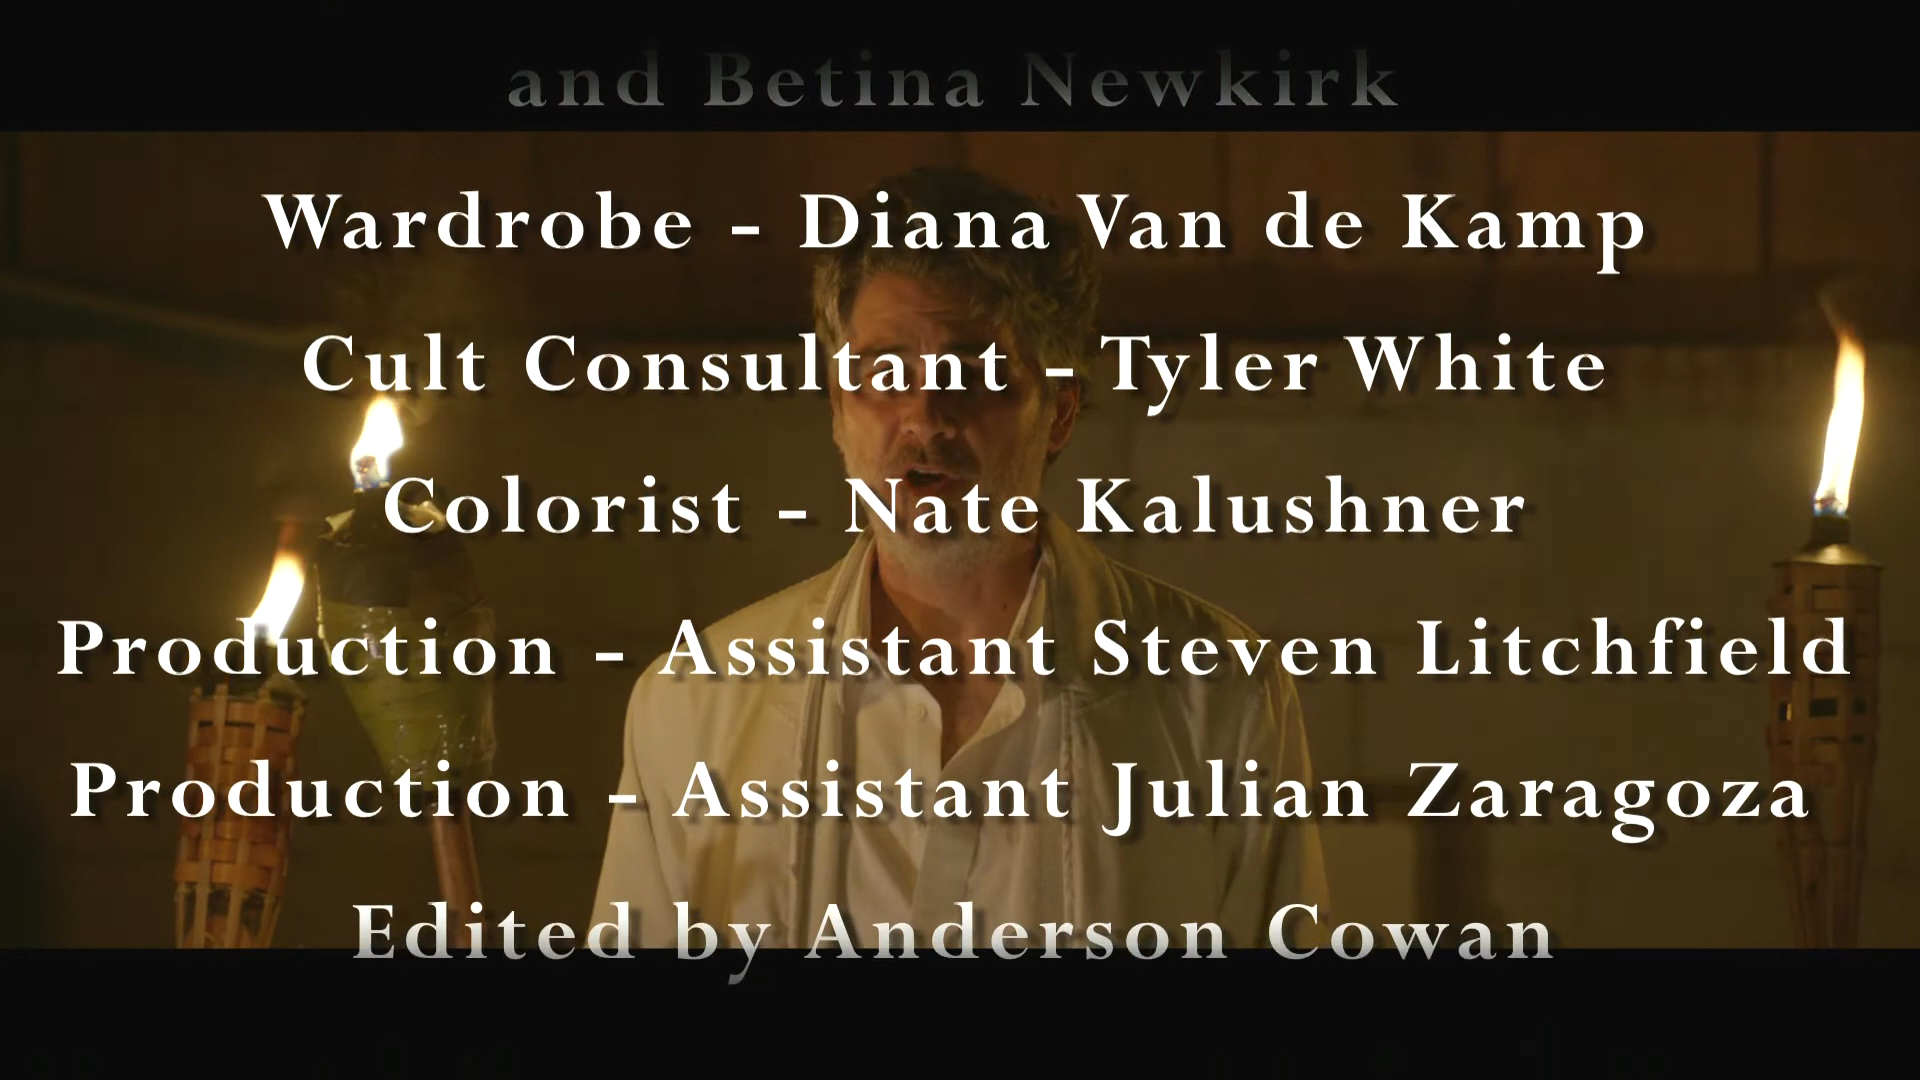 and Betina Newkirk
Wardrobe - Diana Van de Kamp
Cult Consultant - Tyler White
Colorist - Nate Kalushner
Production - Assistant Steven Litchfield
Production - Assistant Julian Zaragoza
Edited by Anderson Cowan